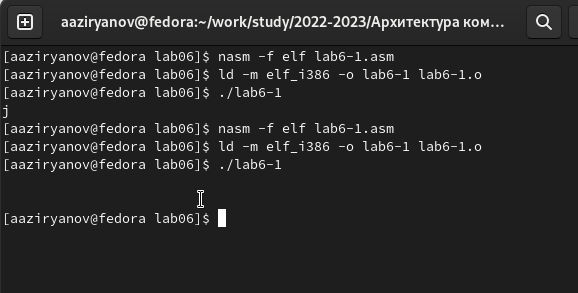 aaziryanov@fedora:~/work/study/2022-2023/Архитектура ком...
[aaziryanov@fedora lab06]$ nasm -f elf lab6-1.asm
[aaziryanov@fedora lab06]$ ld -m elf_i386 -o lab6-1 lab6-1.o
[aaziryanov@fedora lab06]$ ./lab6-1
j
[aaziryanov@fedora lab06]$ nasm -f elf lab6-1.asm
[aaziryanov@fedora lab06]$ ld -m elf_i386 -o lab6-1 lab6-1.o
[aaziryanov@fedora lab06]$ ./lab6-1
[aaziryanov@fedora lab06]$